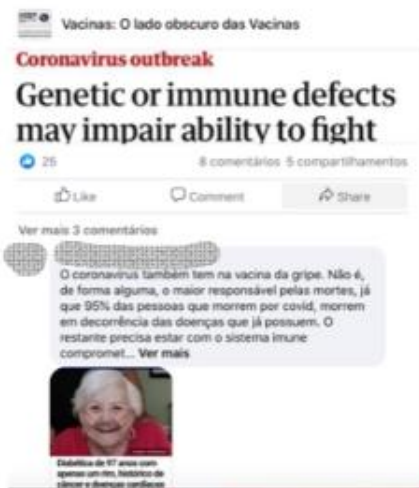 Vacinas: O lado obscuro das Vacinas
Coronavirus outbreak
Genetic or immune defects
may impair ability to fight
25
8 comentários 5 compartilhamentos
Like
Comment
Share
Ver mais 3 comentários
O coronavirus também tem na vacina da gripe. Não é,
de forma alguma, o maior responsável pelas mortes, já
que 95% das pessoas que morrem por covid, morrem
em decorrência das doenças que já possuem. O
restante precisa estar com o sistema imune
compromet... Ver mais
Diabética de 97 anos com
apenas um rim, histórico de
câncer e doenças cardíacas